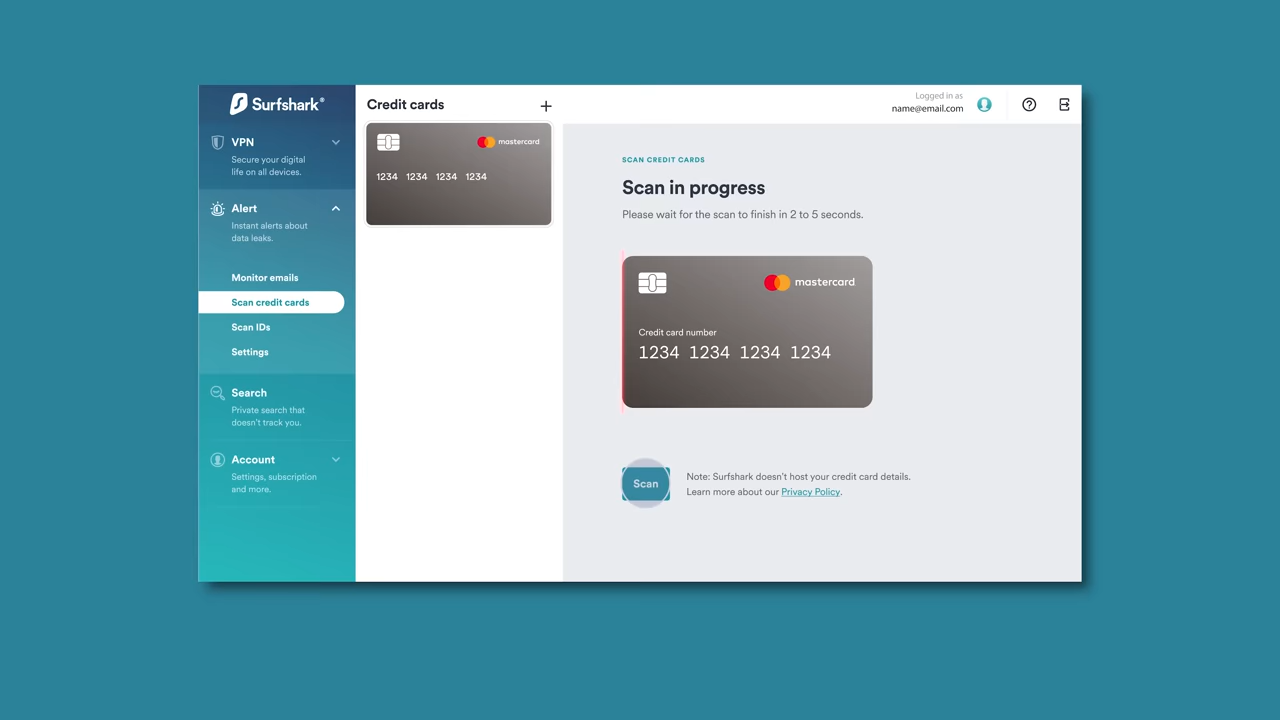 Surfshark®
VPN
Secure your digital
life on all devices.
Alert
Instant alerts about
data leaks.
Monitor emails
Scan credit cards
Scan IDs
Settings
Search
Private search that
doesn't track you.
Account
Settings, subscription
and more.
Credit cards
+
mastercard
1234 1234 1234 1234
Logged in as
name@email.com
SCAN CREDIT CARDS
Scan in progress
Please wait for the scan to finish in 2 to 5 seconds.
mastercard
Credit card number
1234 1234 1234 1234
Scan
Note: Surfshark doesn't host your credit card details.
Learn more about our Privacy Policy.